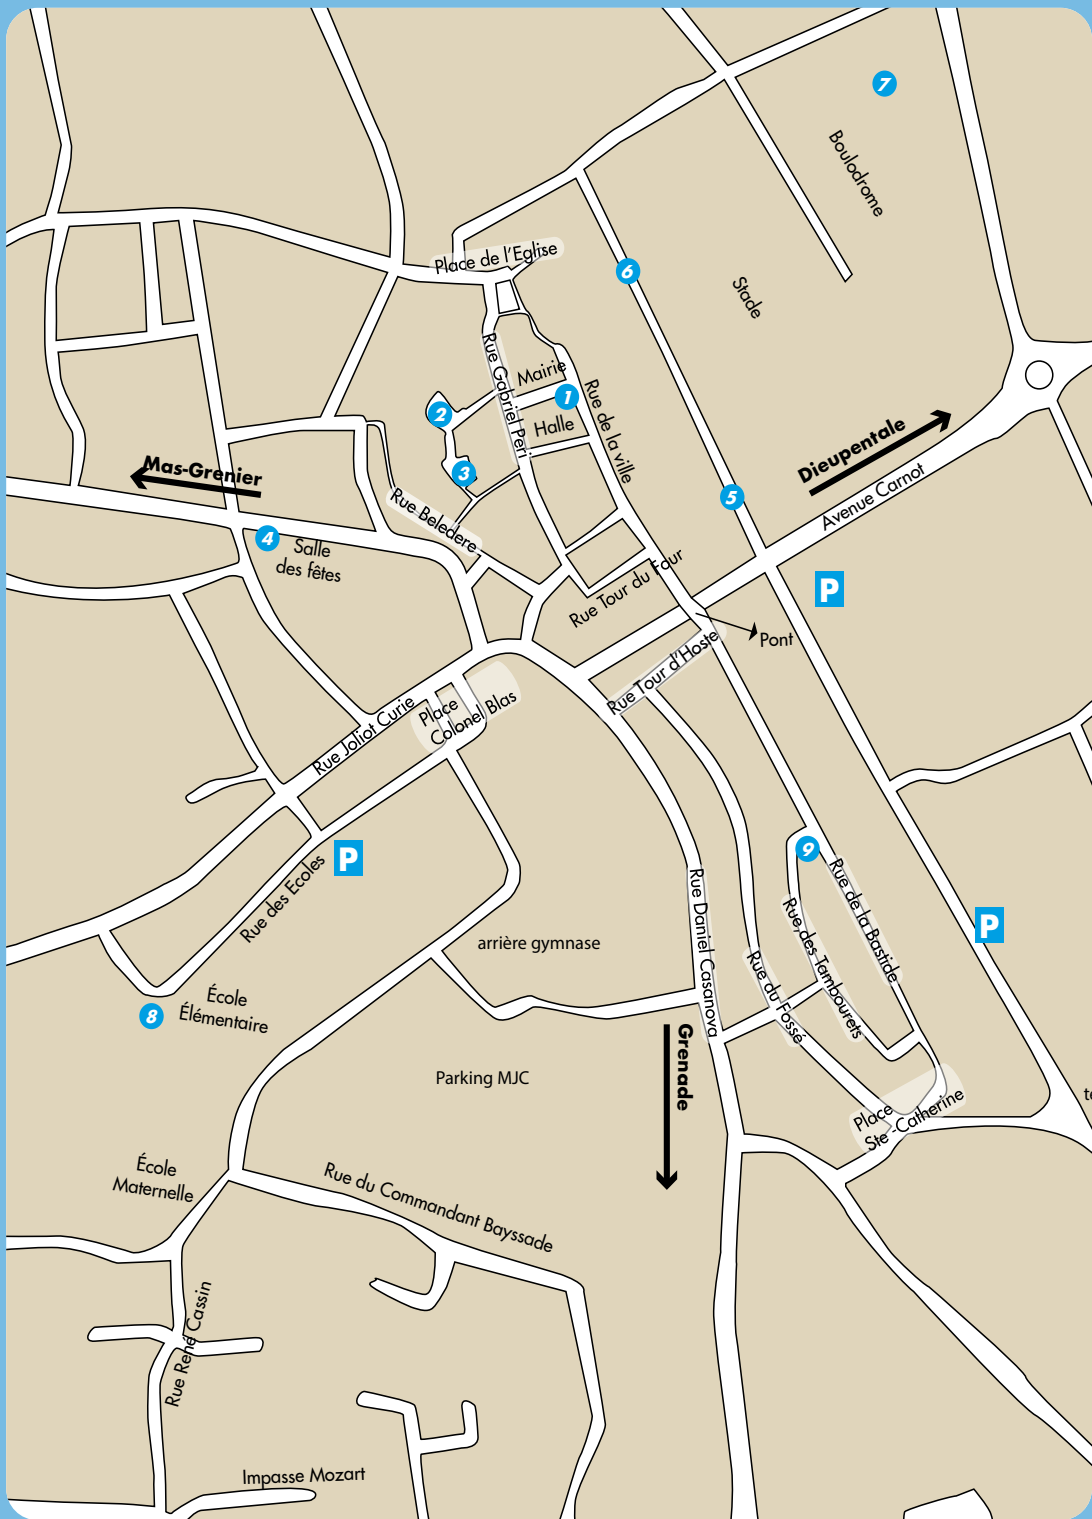 7
Boulodrome
Place de l'Eglise
6
Stade
Rue Gabriel Peri
Mairie
1
Rue de la ville
2
Halle
3
Dieupentale
Mas-Grenier
Rue Beledere
5
Avenue Carnot
4
Salle
des fêtes
Rue Tour du Four
P
Pont
Rue Tour d'Hoste
Place
Colonel Blas
Rue Joliot Curie
P
9
Rue des Ecoles
Rue Daniel Casanova
Rue de la Bastide
Rue des Tambourets
P
arrière gymnase
Rue du Fossé
École
Élémentaire
8
Grenade
Parking MJC
Place
Ste -Catherine
École
Maternelle
Rue du Commandant Bayssade
Rue René Cassin
Impasse Mozart